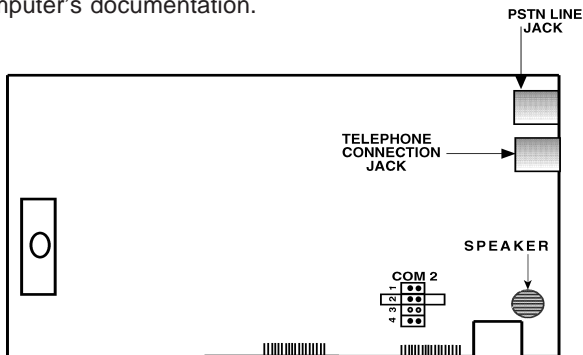 mputer's documentation.
PSTN LINE
JACK
TELEPHONE
CONNECTION
JACK
SPEAKER
COM 2
1
2
3
4